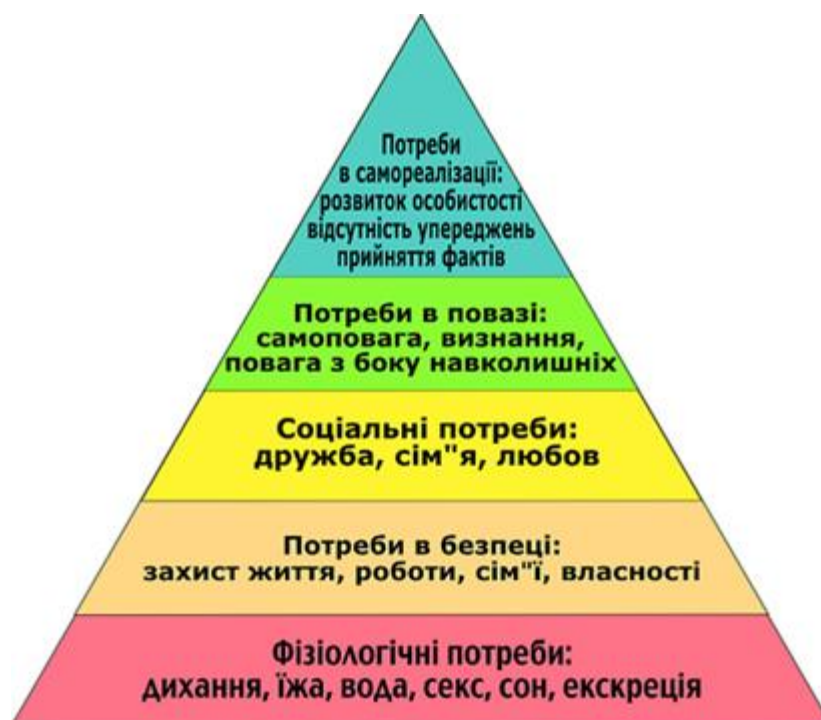 Потреби
в самореалізації:
розвиток особистості
відсутність упереджень
прийняття фактів
Потреби в повазі:
самоповага, визнання,
повага з боку навколишніх
Соціальні потреби:
дружба, сім"я, любов
Потреби в безпеці:
захист життя, роботи, сім"ї, власності
Фізіологічні потреби:
дихання, їжа, вода, секс, сон, екскреція